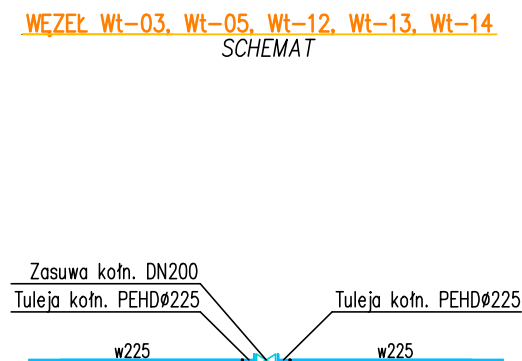 WĘZEŁ Wt-03, Wt-05, Wt-12, Wt-13, Wt-14
SCHEMAT
Zasuwa kołn. DN200
Tuleja kołn. PEHDØ225
Tuleja kołn. PEHDØ225
w225
w225